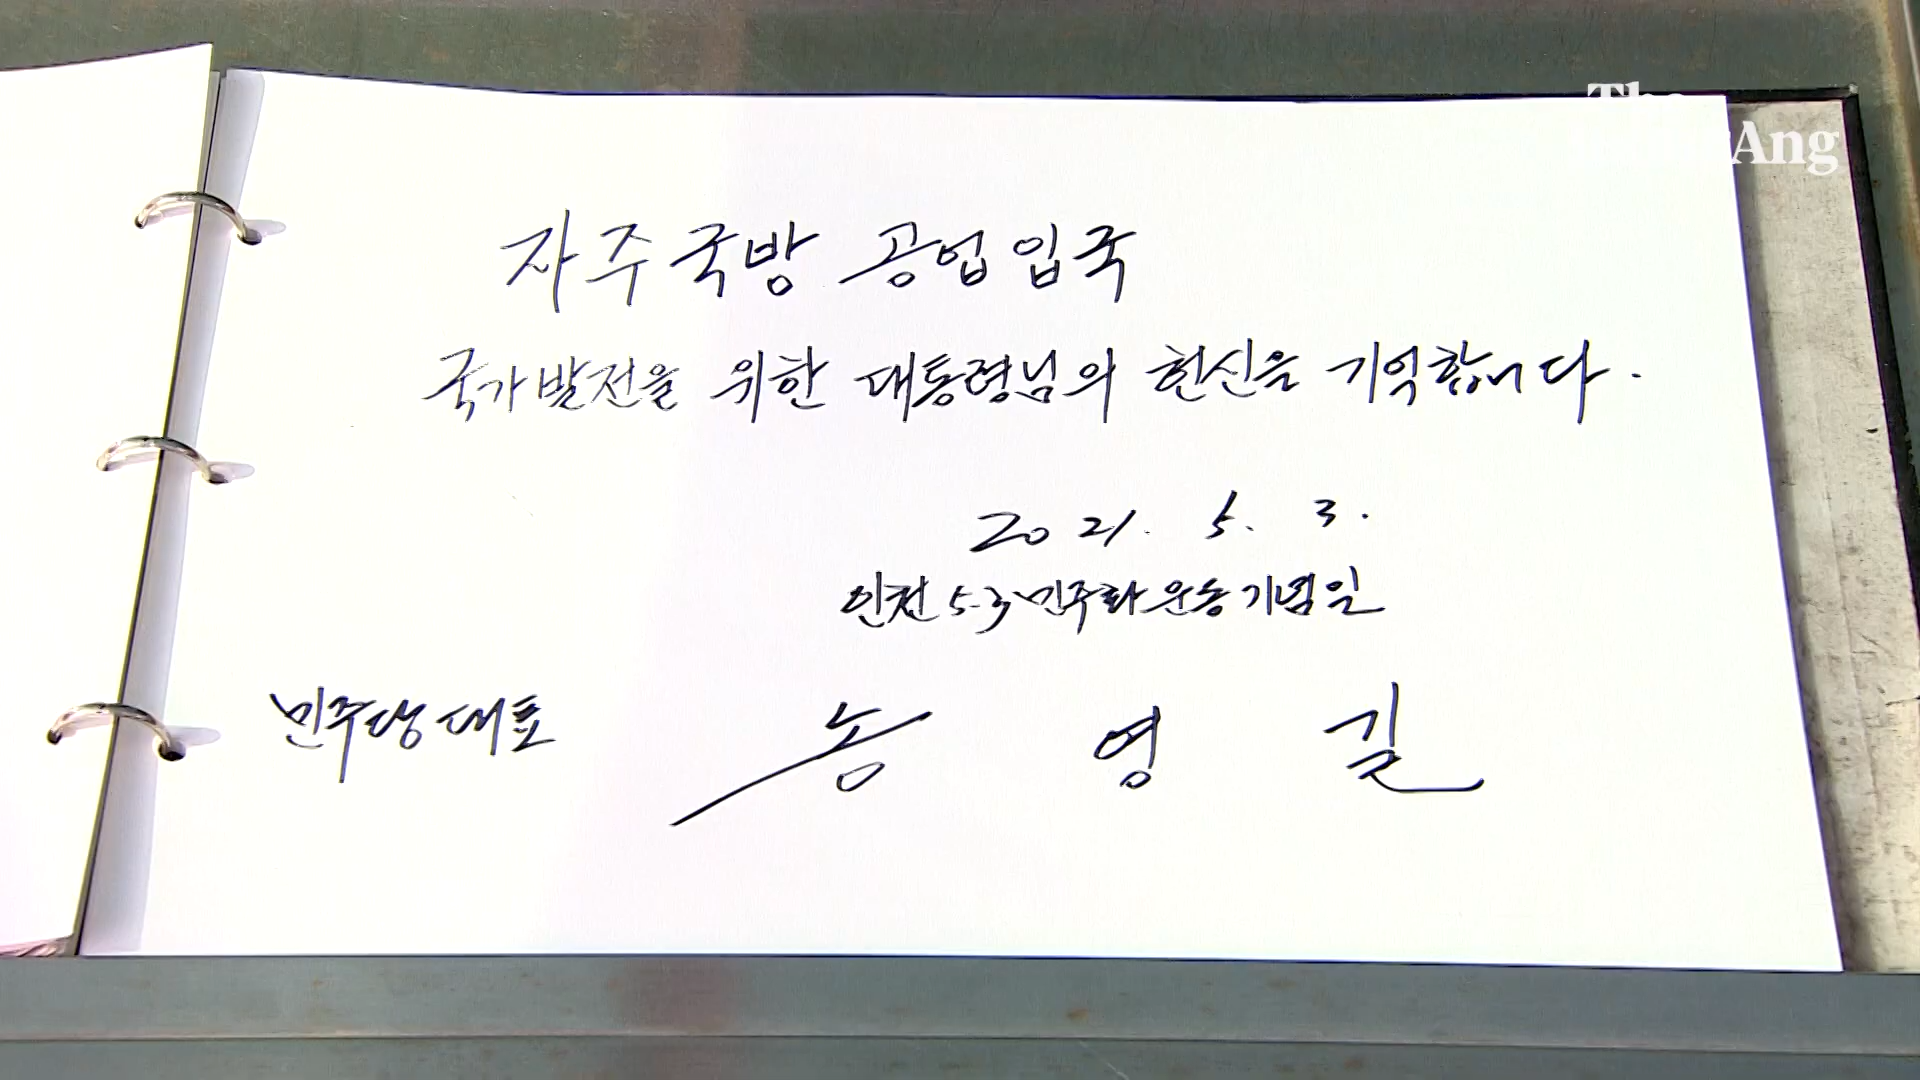 The
Ang
자주국방 공업입국
국가발전을 위한 대통령님의 헌신을 기억합니다.
2021. 5. 3.
인천 5.3 민주화운동기념일
민주당대표 송영길